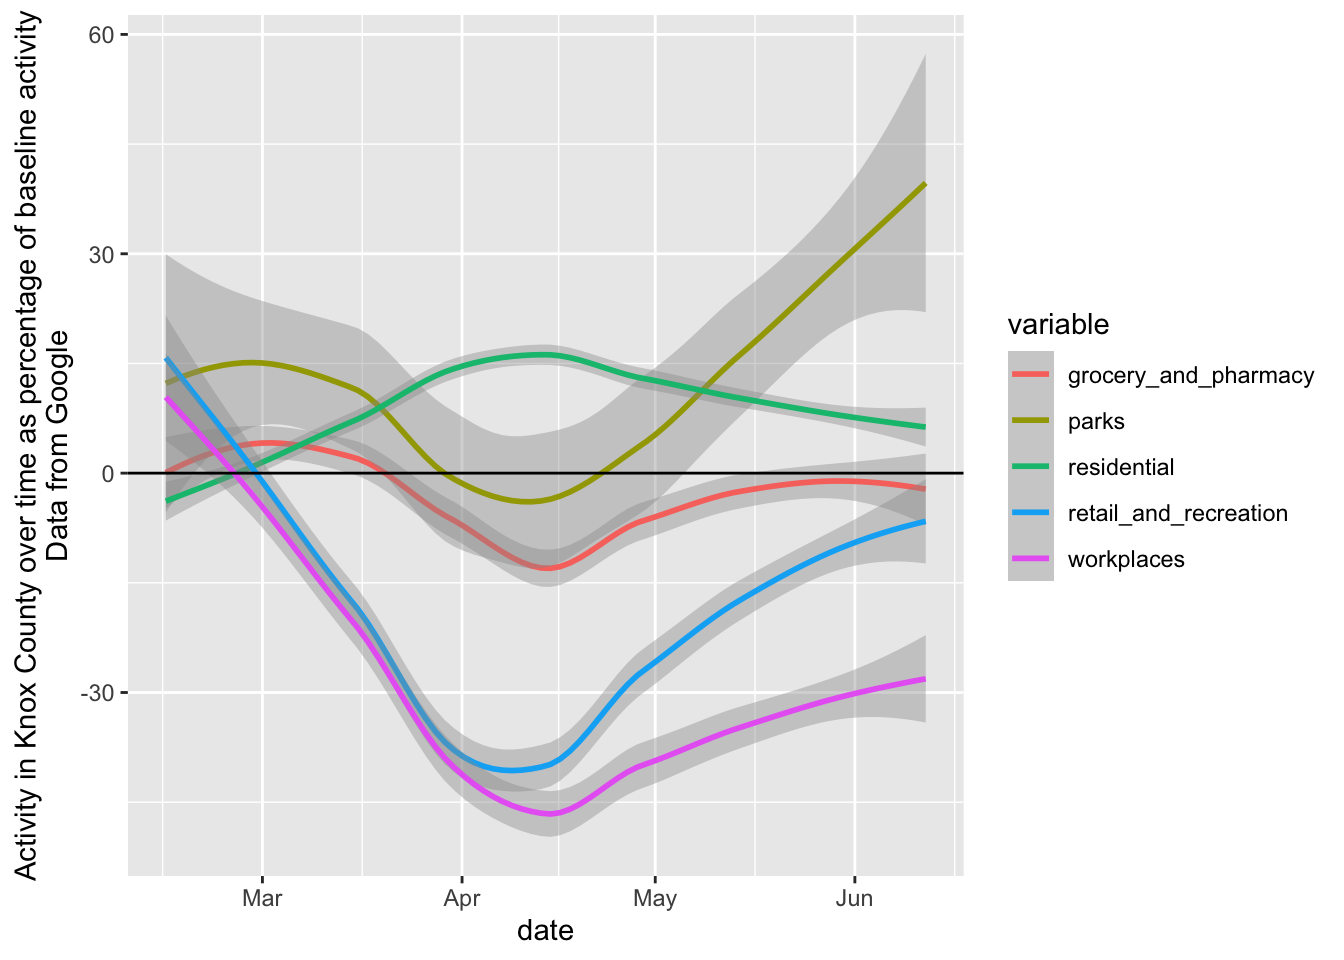 Activity in Knox County over time as percentage of baseline activity
Data from Google
60
30
0
-30
Mar
Apr
May
Jun
date
variable
grocery_and_pharmacy
parks
residential
retail_and_recreation
workplaces